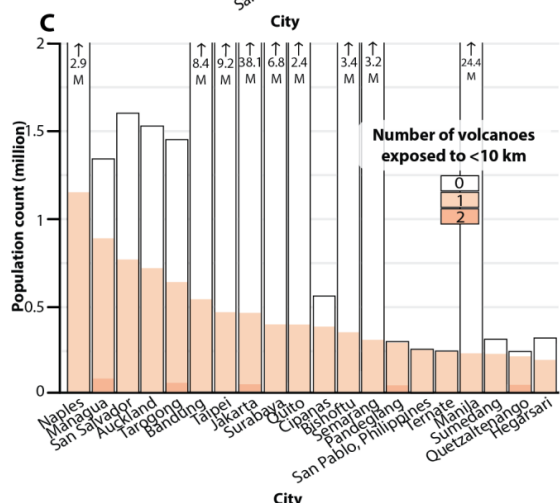 City
C
2
1.5
1
0.5
0
Population count (million)
↑ ↑ ↑ ↑ ↑ ↑ ↑ ↑ ↑
2.9 8.4 9.2 38.1 6.8 2.4 3.4 3.2 24.4
M M M M M M M M M
Number of volcanoes
exposed to <10 km
0
1
2
Naples
Managua
San Salvador
Auckland
Tarogong
Bandung
Taipei
Jakarta
Surabaya
Quito
Cipanas
Bishoftu
Semarang
Pandeglang
San Pablo, Philippines
Ternate
Manila
Sumedang
Quetzaltenango
Hegarsari
City